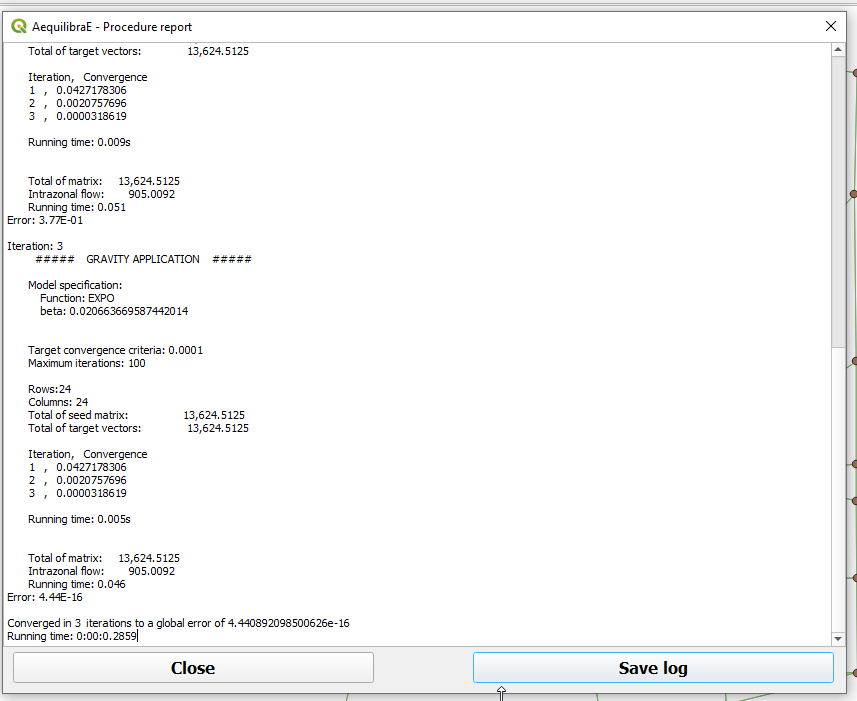 AequilibraE - Procedure report
Total of target vectors: 13,624.5125
Iteration, Convergence
1 , 0.0427178306
2 , 0.0020757696
3 , 0.0000318619
Running time: 0.009s
Total of matrix: 13,624.5125
Intrazonal flow: 905.0092
Running time: 0.051
Error: 3.77E-01
Iteration: 3
##### GRAVITY APPLICATION #####
Model specification:
Function: EXPO
beta: 0.020663669587442014
Target convergence criteria: 0.0001
Maximum iterations: 100
Rows:24
Columns: 24
Total of seed matrix: 13,624.5125
Total of target vectors: 13,624.5125
Iteration, Convergence
1 , 0.0427178306
2 , 0.0020757696
3 , 0.0000318619
Running time: 0.005s
Total of matrix: 13,624.5125
Intrazonal flow: 905.0092
Running time: 0.046
Error: 4.44E-16
Converged in 3 iterations to a global error of 4.440892098500626e-16
Running time: 0:00:0.2859
Close
Save log